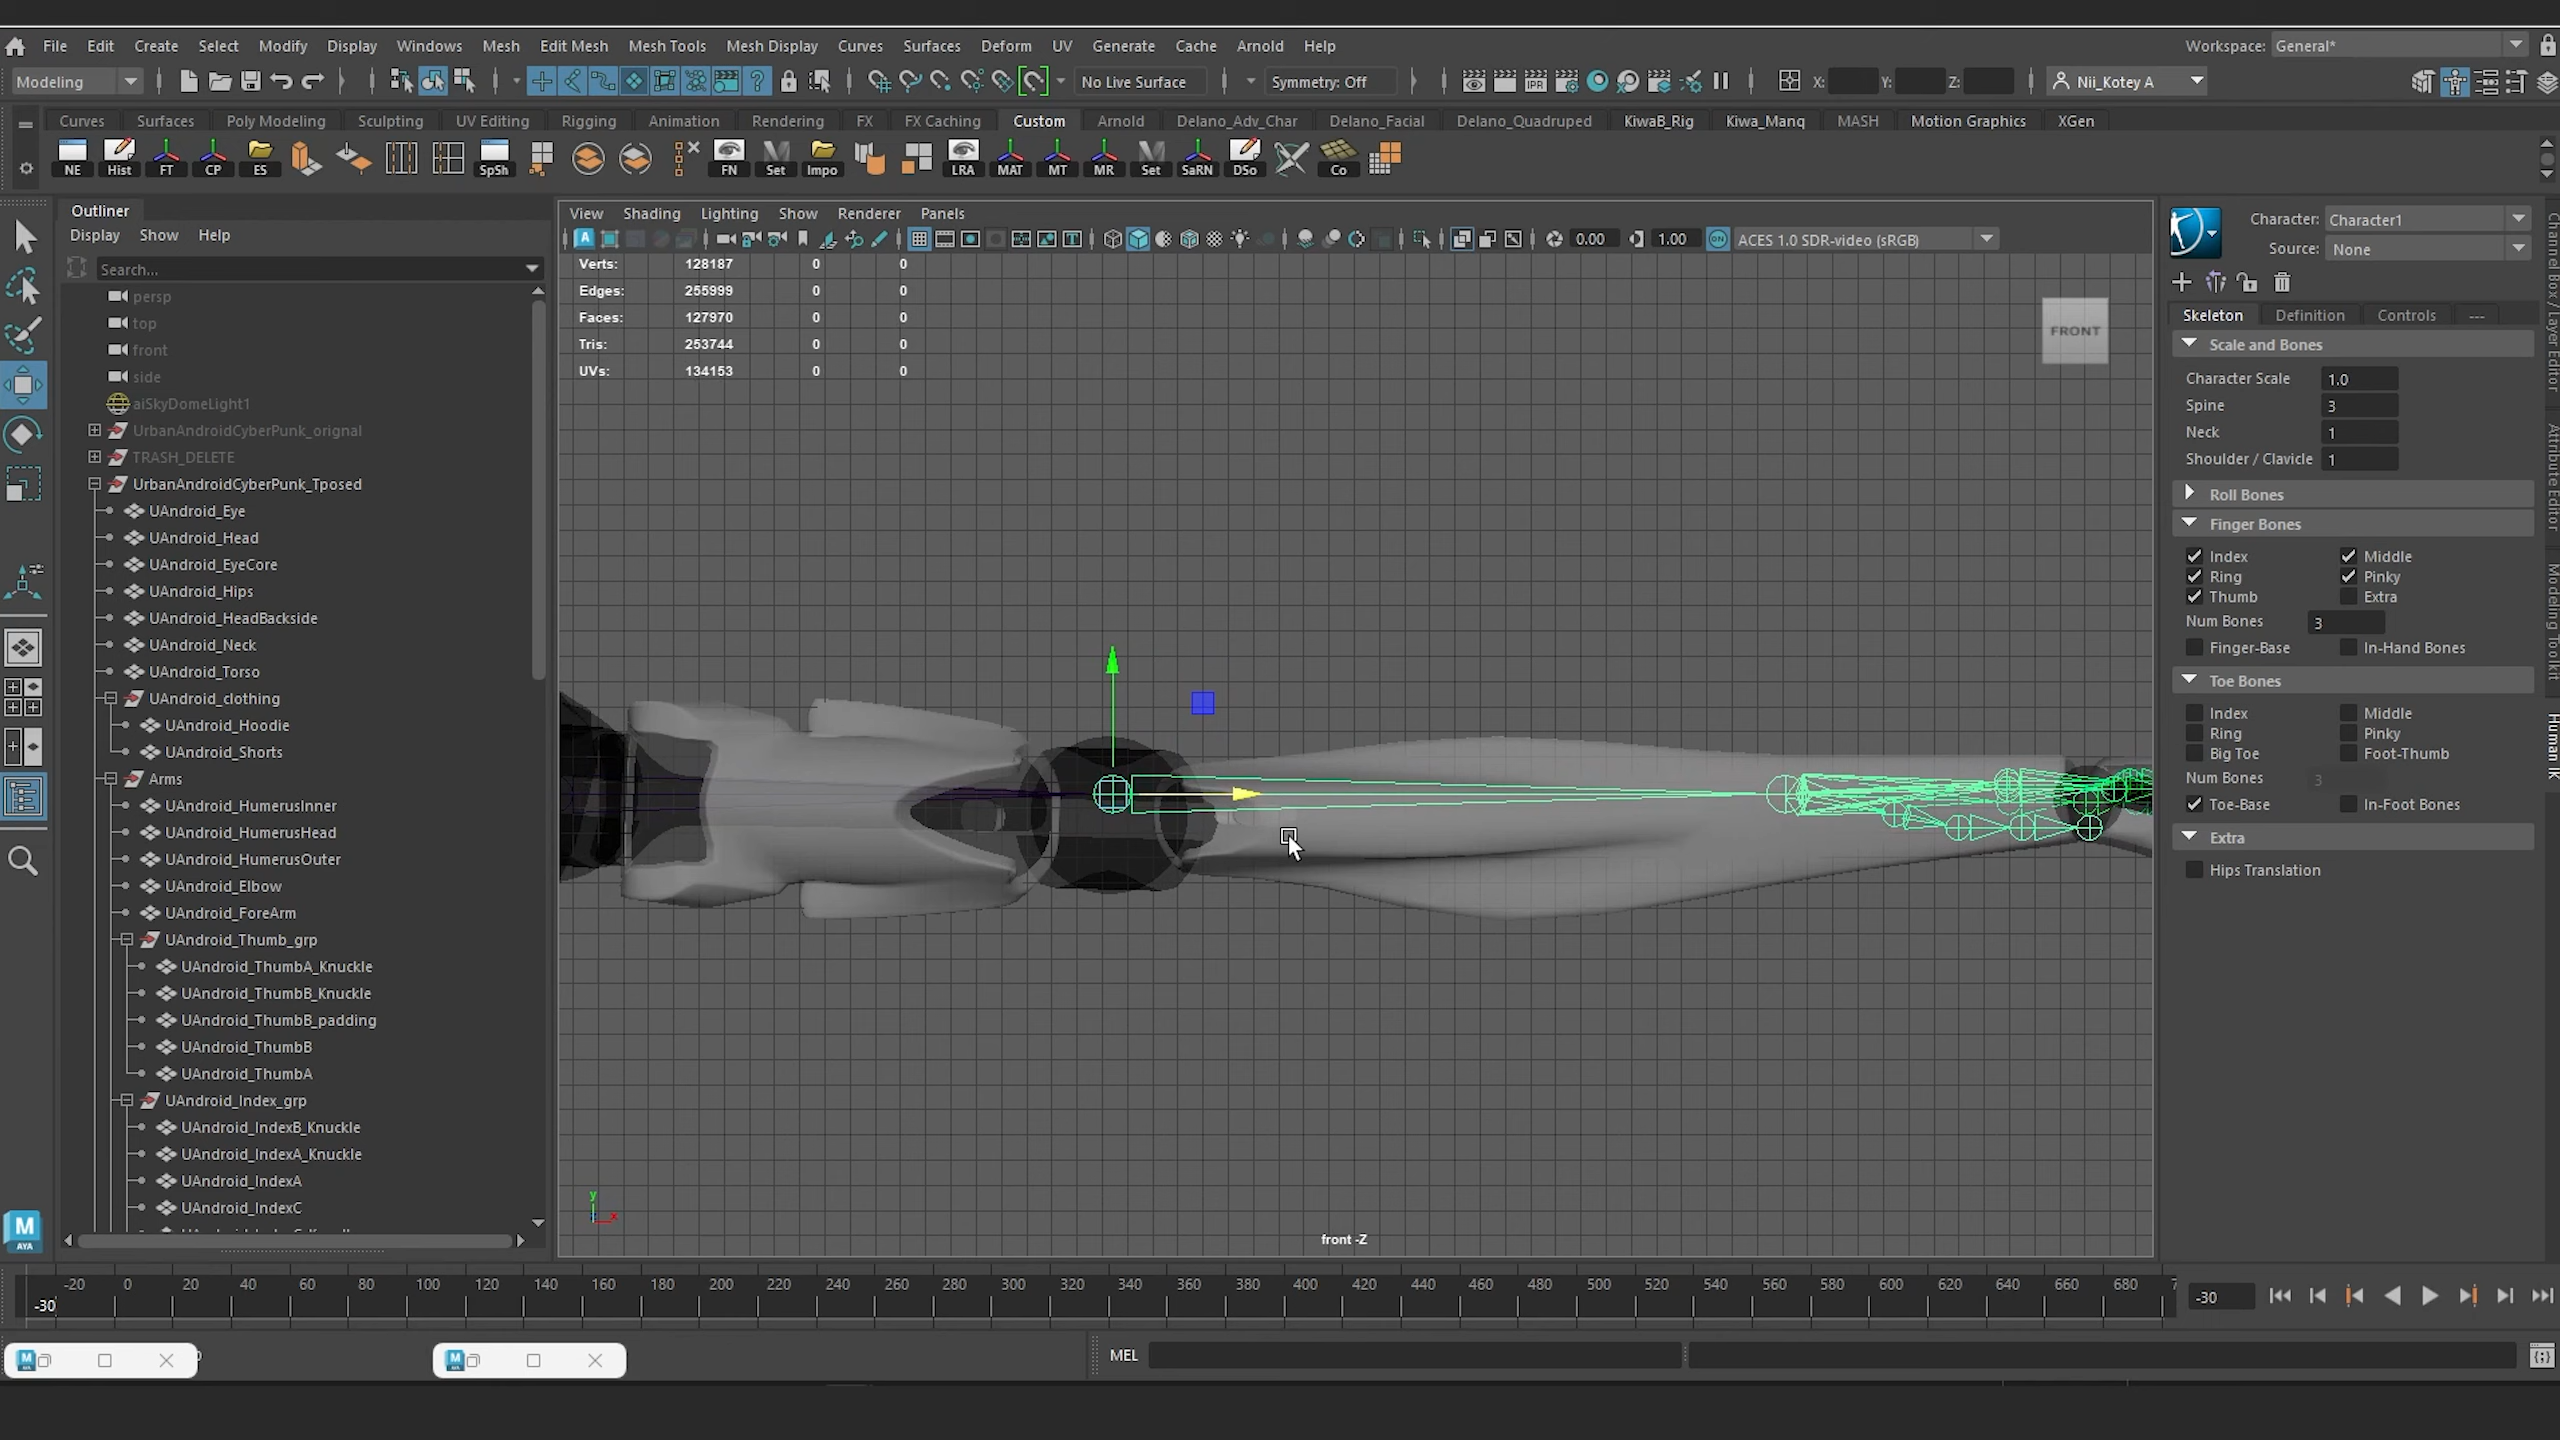 File Edit Create Select Modify Display Windows Mesh Edit Mesh Mesh Tools Mesh Display Curves Surfaces Deform UV Generate Cache Arnold Help Workspace: General*
Modeling No Live Surface Symmetry: Off X: Y: Z: Nii_Kotey A
Curves Surfaces Poly Modeling Sculpting UV Editing Rigging Animation Rendering FX FX Caching Custom Arnold Delano_Adv_Char Delano_Facial Delano_Quadruped KiwaB_Rig Kiwa_Manq MASH Motion Graphics XGen
NE Hist FT CP ES SpSh FN Set Impo LRA MAT MT MR Set SaRN DSo Co
Outliner
Display Show Help
Search...
persp
top
front
side
aiSkyDomeLight1
UrbanAndroidCyberPunk_orignal
TRASH_DELETE
UrbanAndroidCyberPunk_Tposed
UAndroid_Eye
UAndroid_Head
UAndroid_EyeCore
UAndroid_Hips
UAndroid_HeadBackside
UAndroid_Neck
UAndroid_Torso
UAndroid_clothing
UAndroid_Hoodie
UAndroid_Shorts
Arms
UAndroid_HumerusInner
UAndroid_HumerusHead
UAndroid_HumerusOuter
UAndroid_Elbow
UAndroid_ForeArm
UAndroid_Thumb_grp
UAndroid_ThumbA_Knuckle
UAndroid_ThumbB_Knuckle
UAndroid_ThumbB_padding
UAndroid_ThumbB
UAndroid_ThumbA
UAndroid_Index_grp
UAndroid_IndexB_Knuckle
UAndroid_IndexA_Knuckle
UAndroid_IndexA
UAndroid_IndexC
View Shading Lighting Show Renderer Panels
0.00 1.00 ON ACES 1.0 SDR-video (sRGB)
Verts: 128187 0 0
Edges: 255999 0 0
Faces: 127970 0 0
Tris: 253744 0 0
UVs: 134153 0 0
FRONT
y
x
front -Z
Character: Character1
Source: None
Skeleton Definition Controls ---
Scale and Bones
Character Scale 1.0
Spine 3
Neck 1
Shoulder / Clavicle 1
Roll Bones
Finger Bones
Index Middle
Ring Pinky
Thumb Extra
Num Bones 3
Finger-Base In-Hand Bones
Toe Bones
Index Middle
Ring Pinky
Big Toe Foot-Thumb
Num Bones 3
Toe-Base In-Foot Bones
Extra
Hips Translation
Channel Box / Layer Editor
Attribute Editor
Modeling Toolkit
Human IK
M
AYA
-20 0 20 40 60 80 100 120 140 160 180 200 220 240 260 280 300 320 340 360 380 400 420 440 460 480 500 520 540 560 580 600 620 640 660 680
-30
-30
MEL